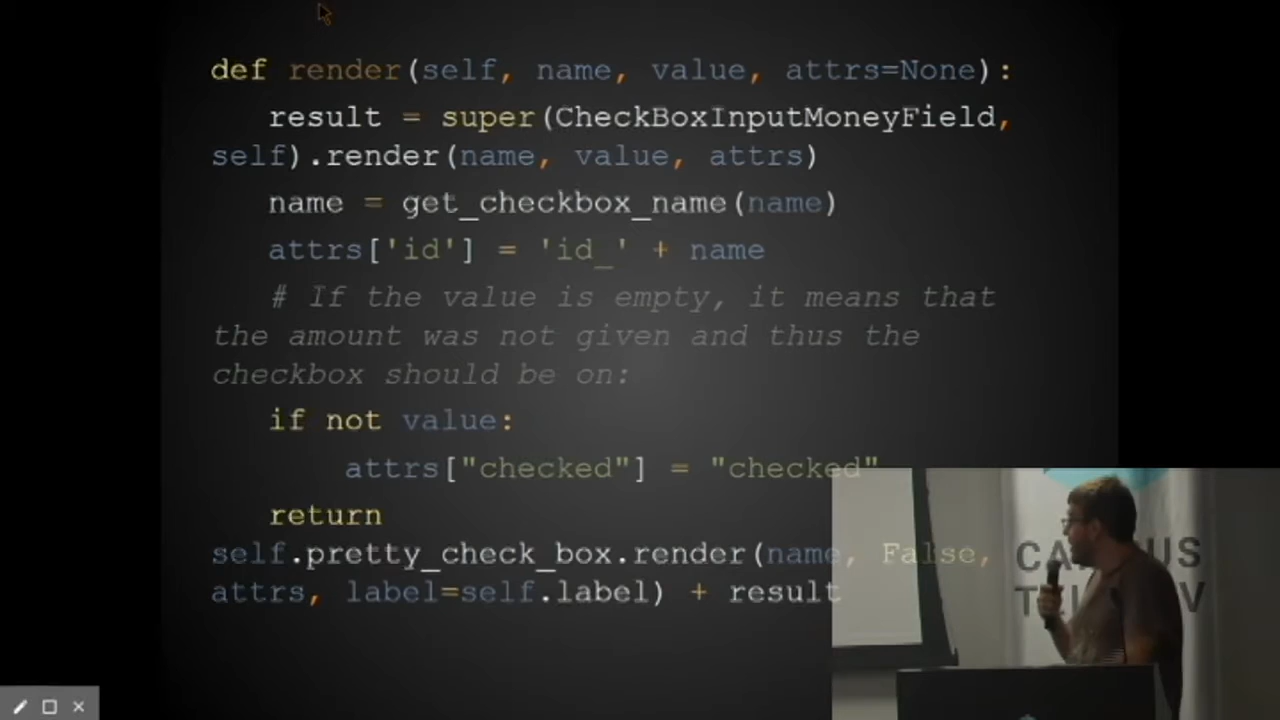 def render(self, name, value, attrs=None):
result = super(CheckBoxInputMoneyField,
self).render(name, value, attrs)
name = get_checkbox_name(name)
attrs['id'] = 'id_' + name
# If the value is empty, it means that
the amount was not given and thus the
checkbox should be on:
if not value:
attrs["checked"] = "checked"
return
self.pretty_check_box.render(name, False,
attrs, label=self.label) + result